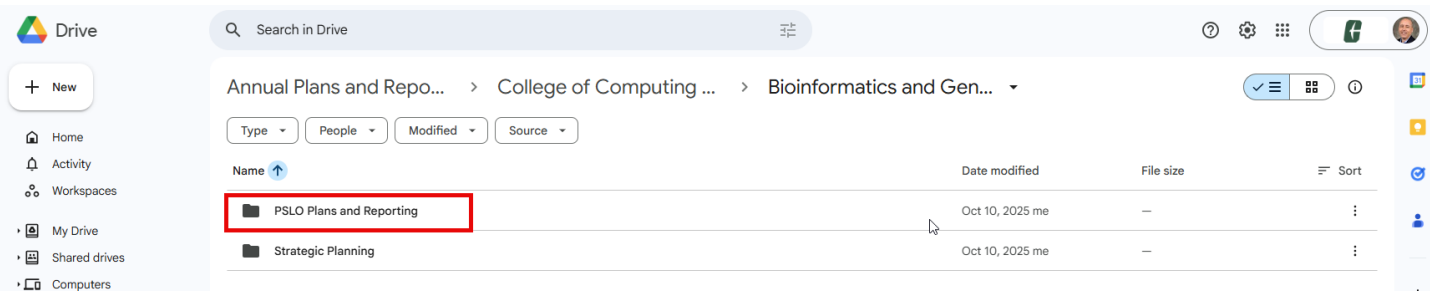 Drive
Search in Drive
New
Annual Plans and Repo... > College of Computing ... > Bioinformatics and Gen...
Type People Modified Source
Home
Activity
Workspaces
My Drive
Shared drives
Computers
Name Date modified File size Sort
PSLO Plans and Reporting Oct 10, 2025 me —
Strategic Planning Oct 10, 2025 me —
31